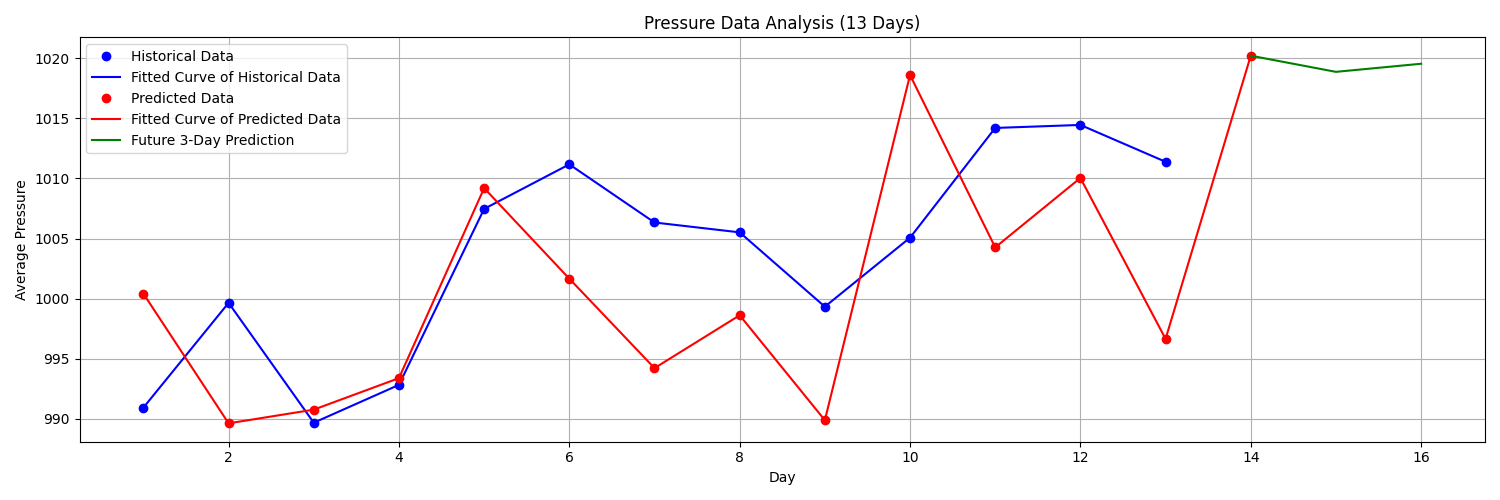 Pressure Data Analysis (13 Days)
Historical Data
Fitted Curve of Historical Data
Predicted Data
Fitted Curve of Predicted Data
Future 3-Day Prediction
Average Pressure
1020
1015
1010
1005
1000
995
990
2 4 6 8 10 12 14 16
Day